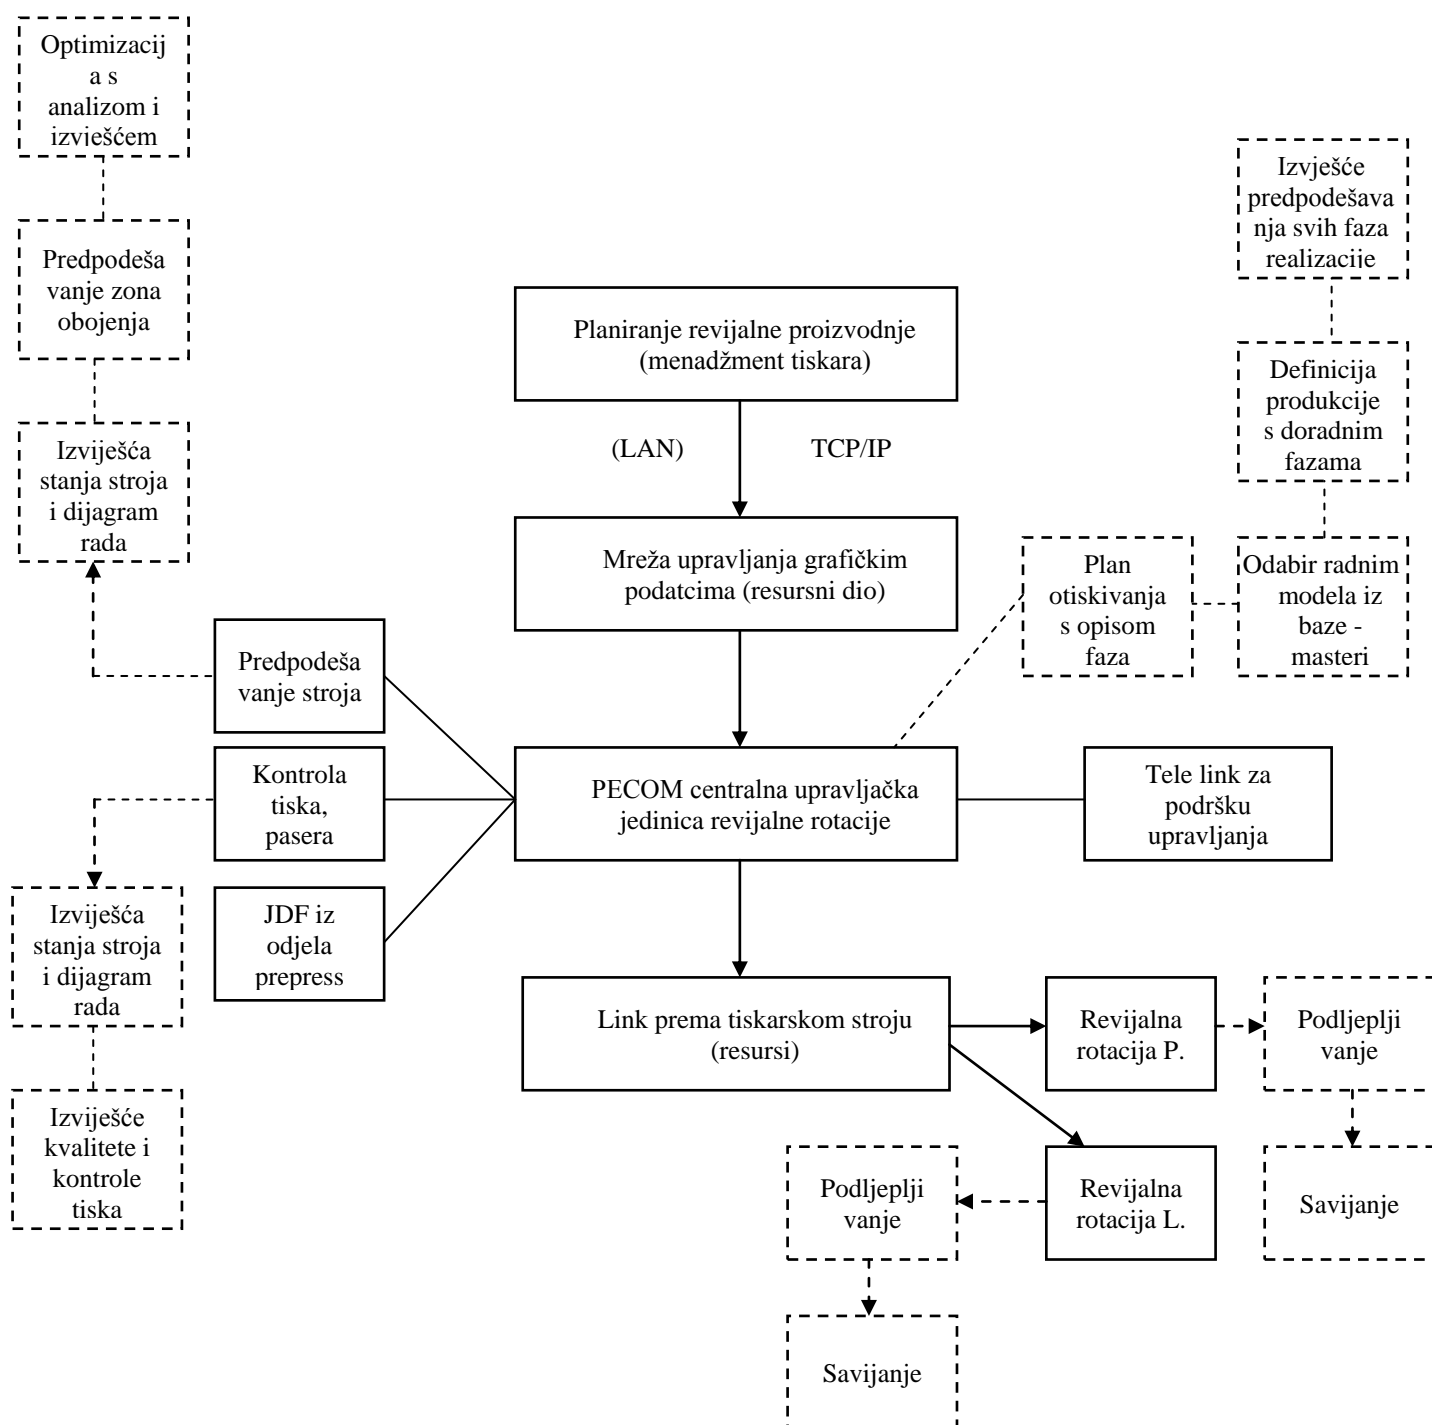 Optimizacij
a s
analizom i
izvješćem
Predpodeša
vanje zona
obojenja
Izviješća
stanja stroja
i dijagram
rada
Izvješće
predpodešava
nja svih faza
realizacije
Definicija
produkcije
s doradnim
fazama
Odabir radnim
modela iz
baze -
masteri
Plan
otiskivanja
s opisom
faza
Planiranje revijalne proizvodnje
(menadžment tiskara)
(LAN) TCP/IP
Mreža upravljanja grafičkim
podatcima (resursni dio)
Predpodeša
vanje stroja
Kontrola
tiska,
pasera
JDF iz
odjela
prepress
PECOM centralna upravljačka
jedinica revijalne rotacije
Tele link za
podršku
upravljanja
Izviješća
stanja stroja
i dijagram
rada
Izviješće
kvalitete i
kontrole
tiska
Link prema tiskarskom stroju
(resursi)
Revijalna
rotacija P.
Podljeplji
vanje
Savijanje
Revijalna
rotacija L.
Podljeplji
vanje
Savijanje